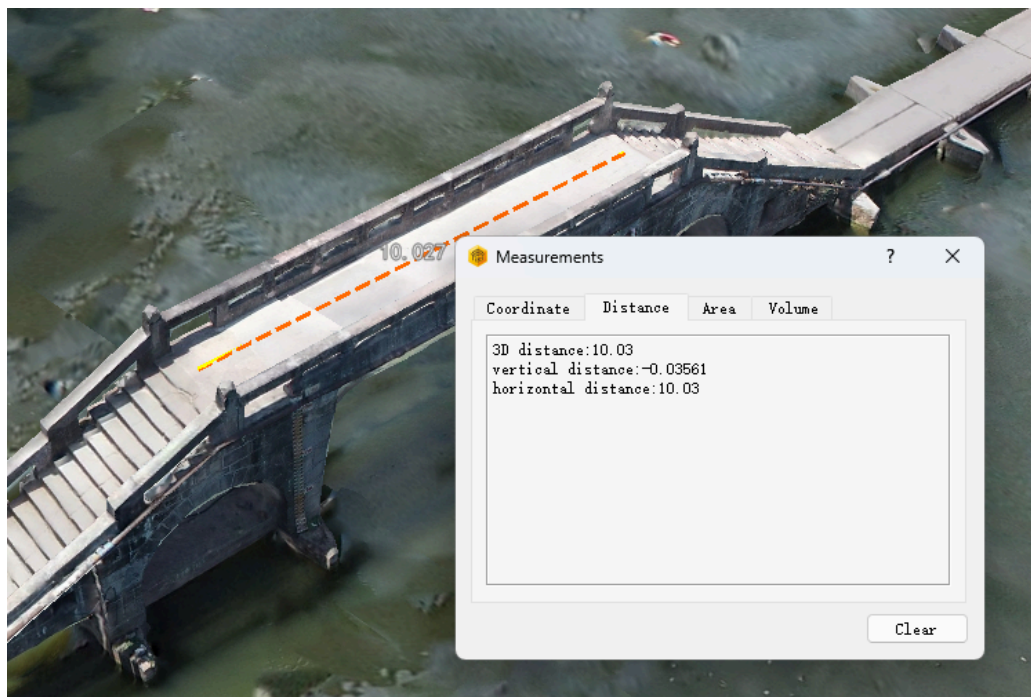 10.027
Measurements
?
Coordinate Distance Area Volume
3D distance:10.03
vertical distance:-0.03561
horizontal distance:10.03
Clear